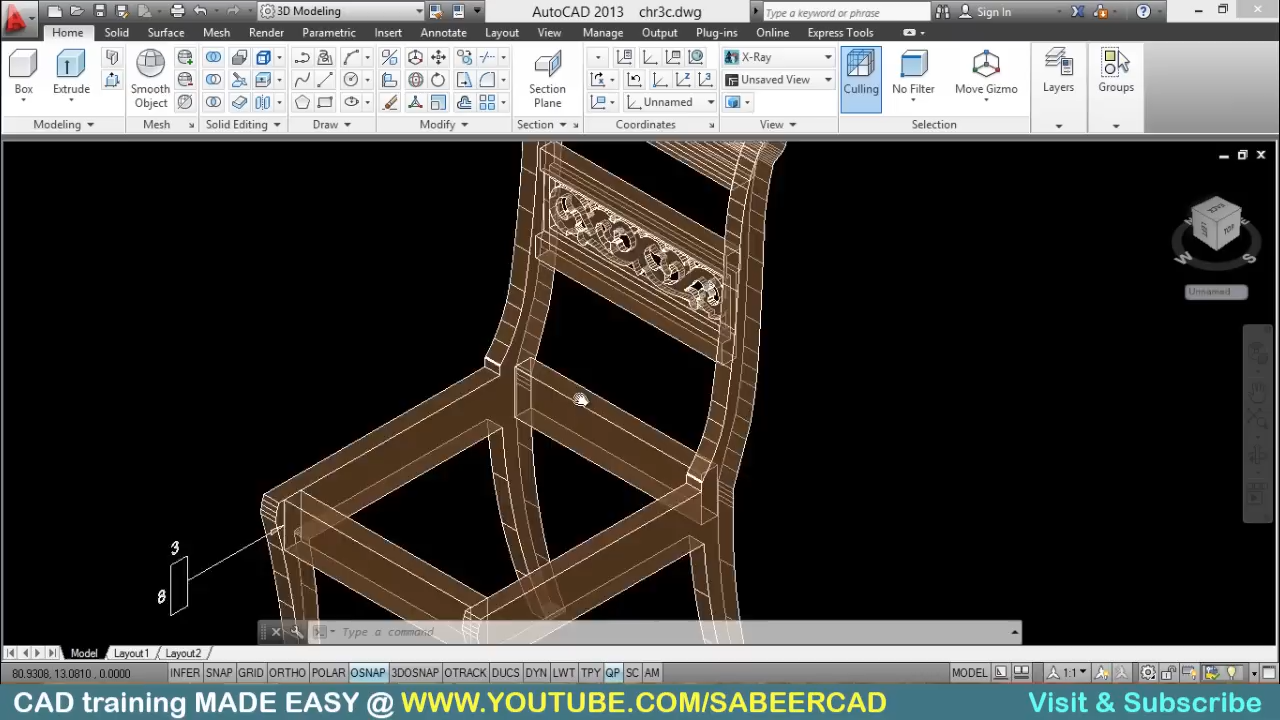 3D Modeling
AutoCAD 2013 chr3c.dwg
Type a keyword or phrase
Sign In
Home Solid Surface Mesh Render Parametric Insert Annotate Layout View Manage Output Plug-ins Online Express Tools
Box
Extrude
Smooth Object
Section Plane
X-Ray
Unsaved View
Unnamed
Culling
No Filter
Move Gizmo
Layers
Groups
Modeling
Mesh
Solid Editing
Draw
Modify
Section
Coordinates
View
Selection
BACK
LEFT
TOP
W
S
E
Unnamed
3
8
Type a command
Model Layout1 Layout2
80.9308, 13.0810, 0.0000
INFER SNAP GRID ORTHO POLAR OSNAP 3DOSNAP OTRACK DUCS DYN LWT TPY QP SC AM
MODEL
1:1
CAD training MADE EASY @ WWW.YOUTUBE.COM/SABEERCAD Visit & Subscribe